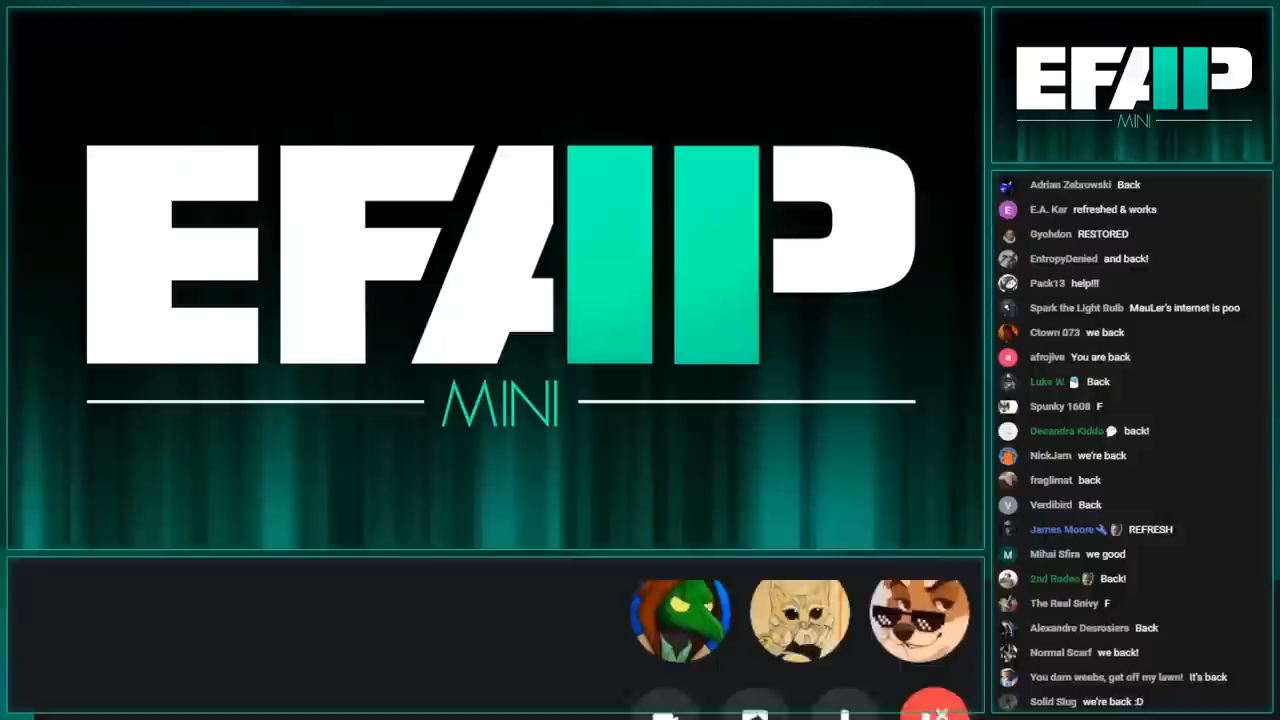 EFAP
MINI
EFAP
MINI
Adrian Zebrowski Back
E.A. Kar refreshed & works
Gyohdon RESTORED
EntropyDenied and back!
Pack13 help!!!
Spark the Light Bulb MauLer's internet is poo
Ctown 073 we back
afrojive You are back
Luke W. Back
Spunky 1608 F
Deeandra Kiddo back!
NickJam we're back
fraglimat back
Verdibird Back
James Moore REFRESH
Mihai Sfira we good
2nd Rodeo Back!
The Real Snivy F
Alexandre Desrosiers Back
Normal Scarf we back!
You darn weebs, get off my lawn! It's back
Solid Slug we're back :D